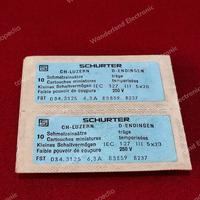 SCHURTER
CH-LUZERN D-ENDINGEN
10 Schmelzeinsätze träge
Cartouches miniatures temporisées
Kleines Schaltvermögen IEC 127 III 5x20
Faible pouvoir de coupure 250 V
FST 034.3125 6,3A 83859 8237
SCHURTER
CH-LUZERN D-ENDINGEN
10 Schmelzeinsätze träge
Cartouches miniatures temporisées
Kleines Schaltvermögen IEC 127 III 5x20
Faible pouvoir de coupure 250 V
FST 034.3125 6,3A 83859 8237